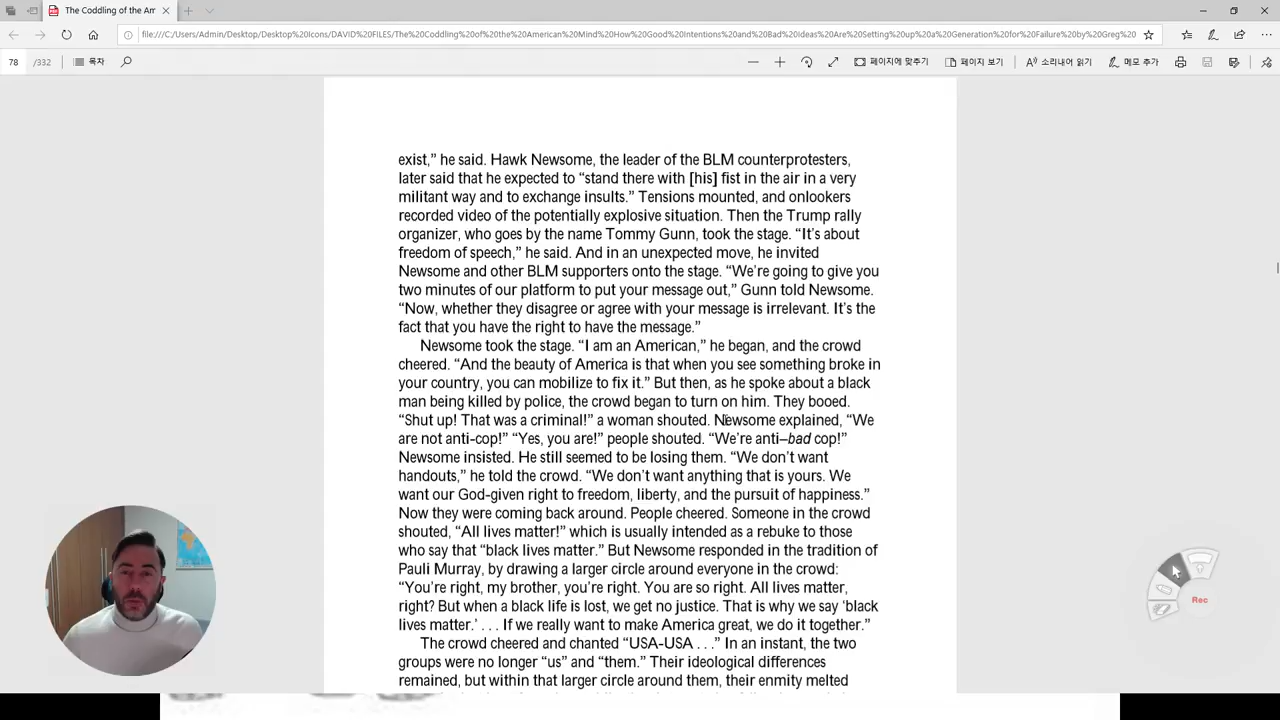 The Coddling of the Am
file:///C:/Users/Admin/Desktop/Desktop%20Icons/DAVID%20FILES/The%20Coddling%20of%20the%20American%20Mind%20How%20Good%20Intentions%20and%20Bad%20Ideas%20Are%20Setting%20up%20a%20Generation%20for%20Failure%20by%20Greg%20
78 /332 목차 페이지에 맞추기 페이지 보기 소리내어 읽기 메모 추가
exist,” he said. Hawk Newsome, the leader of the BLM counterprotesters,
later said that he expected to “stand there with [his] fist in the air in a very
militant way and to exchange insults.” Tensions mounted, and onlookers
recorded video of the potentially explosive situation. Then the Trump rally
organizer, who goes by the name Tommy Gunn, took the stage. “It’s about
freedom of speech,” he said. And in an unexpected move, he invited
Newsome and other BLM supporters onto the stage. “We’re going to give you
two minutes of our platform to put your message out,” Gunn told Newsome.
“Now, whether they disagree or agree with your message is irrelevant. It’s the
fact that you have the right to have the message.”
Newsome took the stage. “I am an American,” he began, and the crowd
cheered. “And the beauty of America is that when you see something broke in
your country, you can mobilize to fix it.” But then, as he spoke about a black
man being killed by police, the crowd began to turn on him. They booed.
“Shut up! That was a criminal!” a woman shouted. Newsome explained, “We
are not anti-cop!” “Yes, you are!” people shouted. “We’re anti–bad cop!”
Newsome insisted. He still seemed to be losing them. “We don’t want
handouts,” he told the crowd. “We don’t want anything that is yours. We
want our God-given right to freedom, liberty, and the pursuit of happiness.”
Now they were coming back around. People cheered. Someone in the crowd
shouted, “All lives matter!” which is usually intended as a rebuke to those
who say that “black lives matter.” But Newsome responded in the tradition of
Pauli Murray, by drawing a larger circle around everyone in the crowd:
“You’re right, my brother, you’re right. You are so right. All lives matter,
right? But when a black life is lost, we get no justice. That is why we say ‘black
lives matter.’ . . . If we really want to make America great, we do it together.”
The crowd cheered and chanted “USA-USA . . .” In an instant, the two
groups were no longer “us” and “them.” Their ideological differences
remained, but within that larger circle around them, their enmity melted
Rec